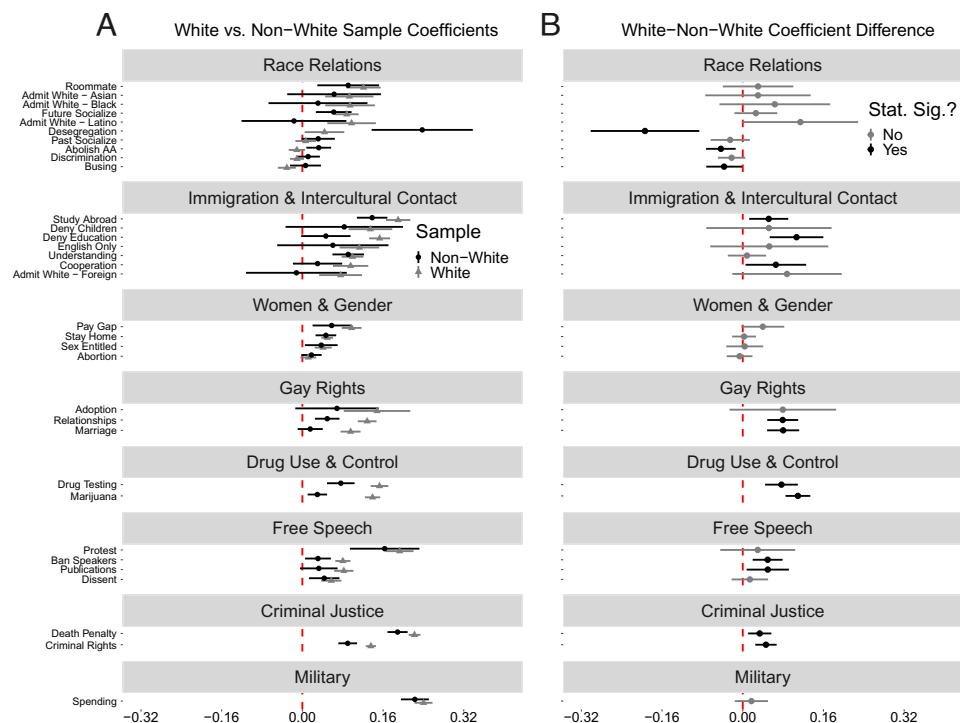 A
White vs. Non−White Sample Coefficients
Race Relations
Roommate
Admit White − Asian
Admit White − Black
Future Socialize
Admit White − Latino
Desegregation
Past Socialize
Abolish AA
Discrimination
Busing
Immigration & Intercultural Contact
Study Abroad
Deny Children
Deny Education
English Only
Understanding
Cooperation
Admit White − Foreign
Sample
Non−White
White
Women & Gender
Pay Gap
Stay Home
Sex Entitled
Abortion
Gay Rights
Adoption
Relationships
Marriage
Drug Use & Control
Drug Testing
Marijuana
Free Speech
Protest
Ban Speakers
Publications
Dissent
Criminal Justice
Death Penalty
Criminal Rights
Military
Spending
−0.32 −0.16 0.00 0.16 0.32
B
White−Non−White Coefficient Difference
Race Relations
Stat. Sig.?
No
Yes
Immigration & Intercultural Contact
Women & Gender
Gay Rights
Drug Use & Control
Free Speech
Criminal Justice
Military
−0.32 −0.16 0.00 0.16 0.32